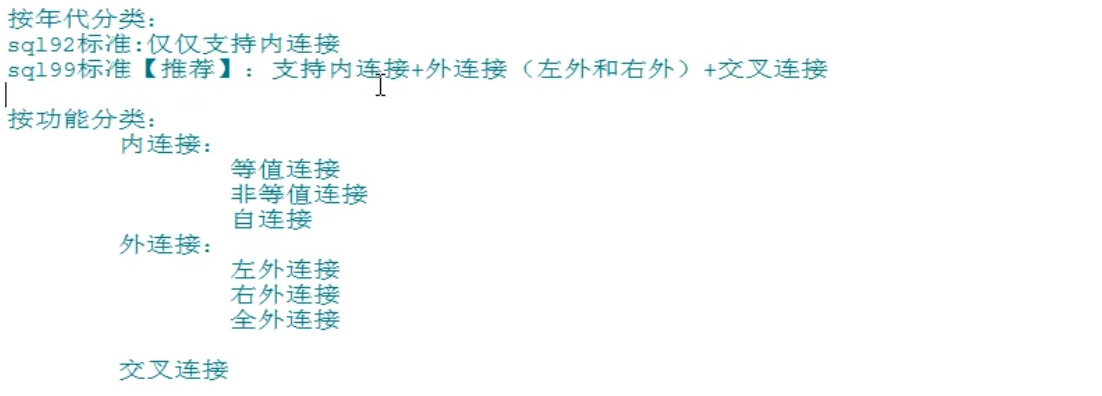 按年代分类：
sql92标准:仅仅支持内连接
sql99标准【推荐】：支持内连接+外连接（左外和右外）+交叉连接
按功能分类：
内连接：
等值连接
非等值连接
自连接
外连接：
左外连接
右外连接
全外连接
交叉连接